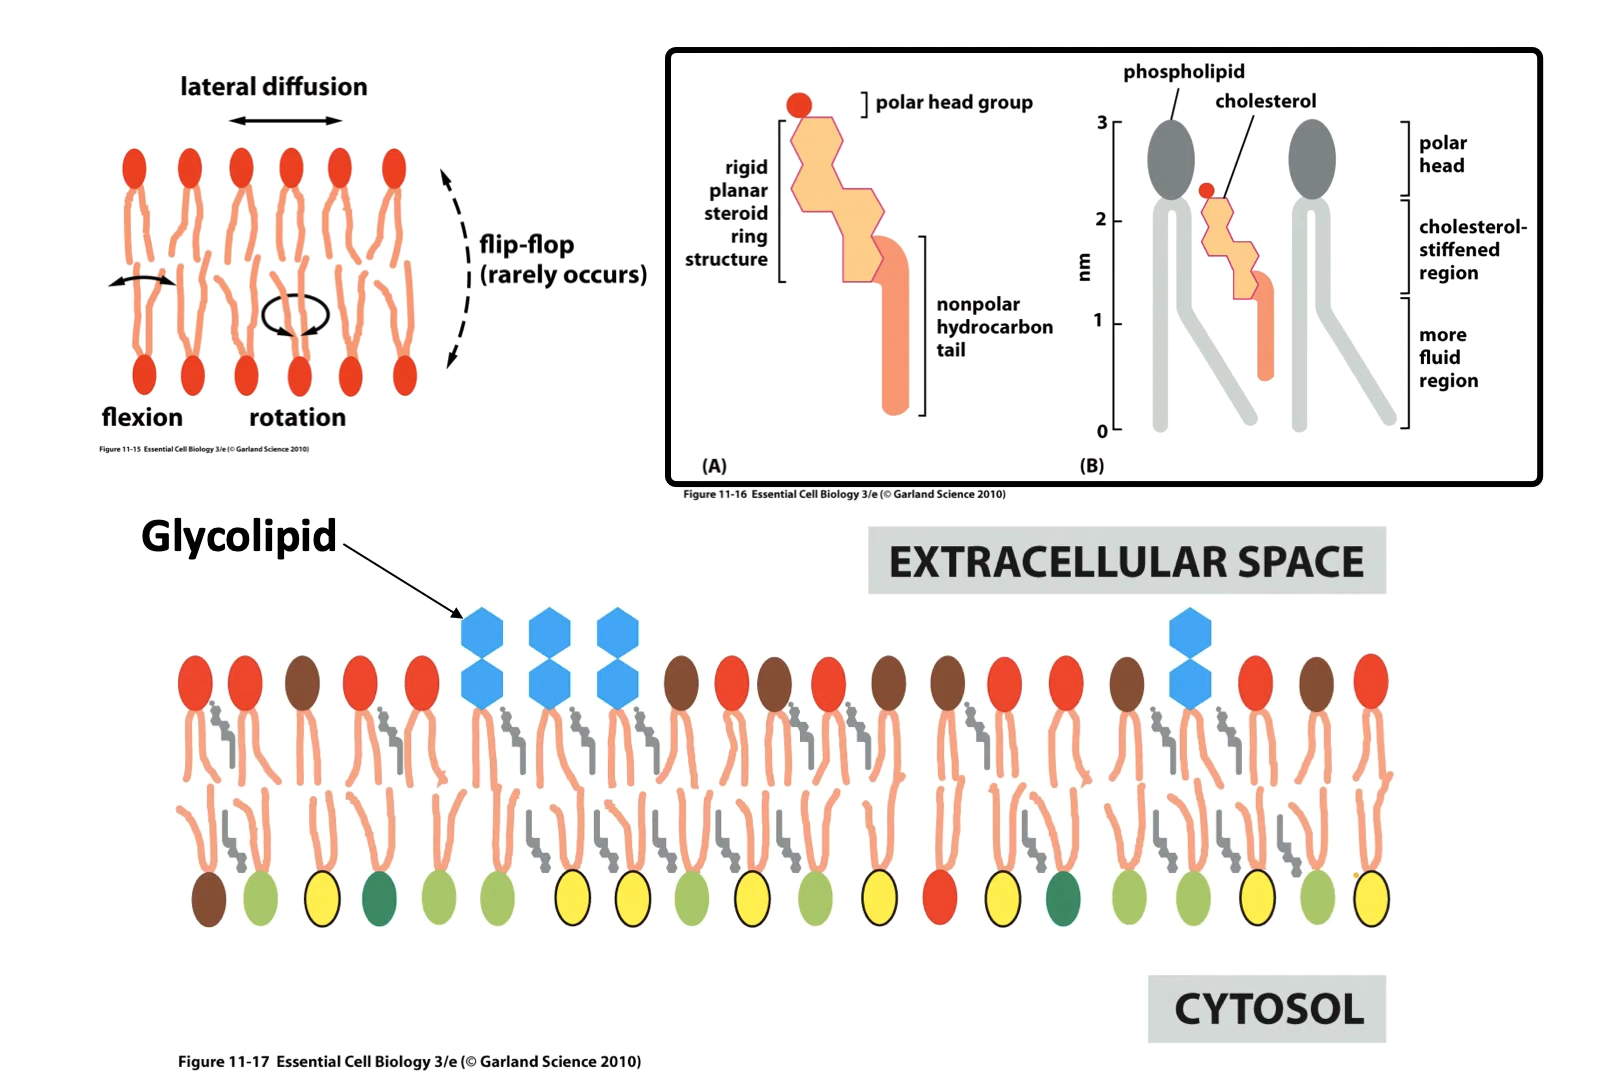 lateral diffusion
flip-flop
(rarely occurs)
flexion
rotation
Figure 11-15 Essential Cell Biology 3/e (© Garland Science 2010)
polar head group
rigid
planar
steroid
ring
structure
nonpolar
hydrocarbon
tail
(A)
phospholipid
cholesterol
3
2
nm
1
0
polar
head
cholesterol-
stiffened
region
more
fluid
region
(B)
Figure 11-16 Essential Cell Biology 3/e (© Garland Science 2010)
Glycolipid
EXTRACELLULAR SPACE
CYTOSOL
Figure 11-17 Essential Cell Biology 3/e (© Garland Science 2010)